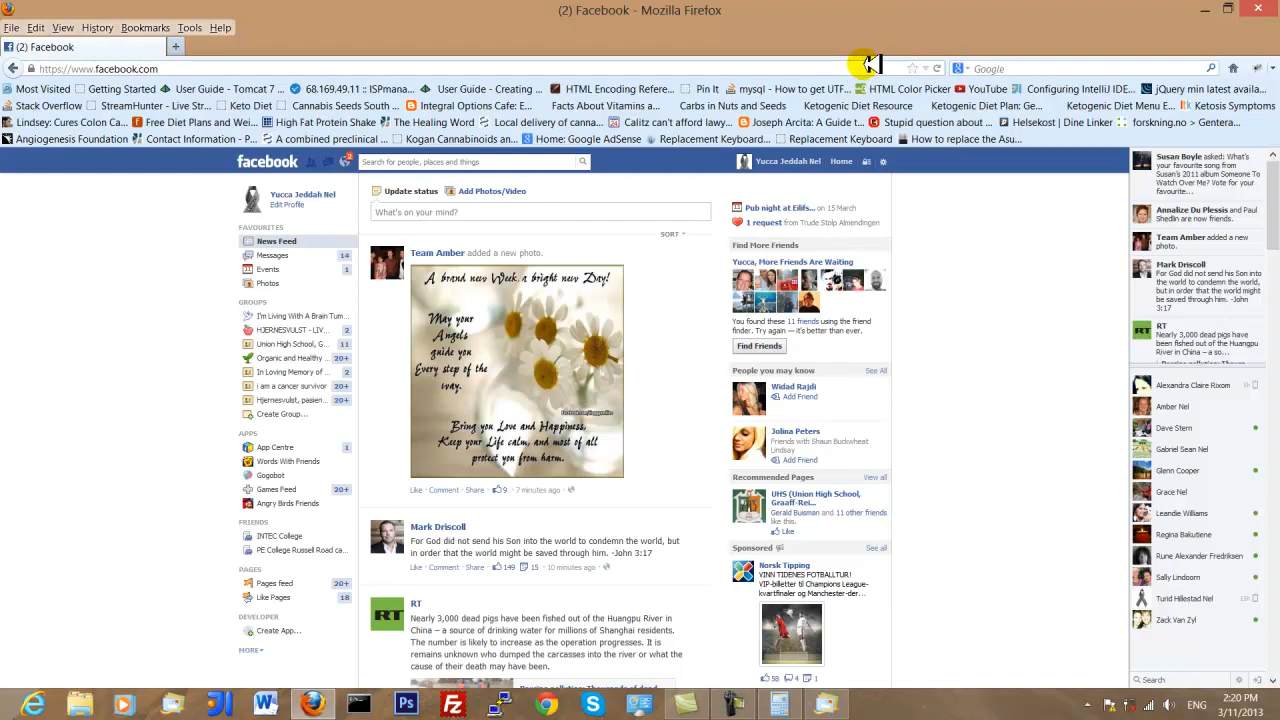 (2) Facebook - Mozilla Firefox
File Edit View History Bookmarks Tools Help
(2) Facebook
https://www.facebook.com
Google
Most Visited Getting Started User Guide - Tomcat 7 ... 68.169.49.11 :: ISPmana... User Guide - Getting ... HTML Encoding Refere... Pin It mysql - How to get UTF... HTML Color Picker YouTube Configuring IntelliJ IDE... jQuery min latest availa...
Stack Overflow StreamHunter - Live S... Keto Diet Candida Support Groups Integral Options Cafe: E... Free Thyroid Books Carbs in Nuts and Seeds Ketogenic Diet Plan: Ge... Ketogenic Diet Menu E... Ketosis Symptoms
Lindsey: Cures Colon Ca... Free Diet Plans and Wei... High Fat Protein Shake The Warring Society Local delivery of canna... Calitz can't afford lawy... Joseph Arcita: A Guide t... Stupid question about ... Helsekost | Din Linder ... forskning.no > Gentera...
Angiogenesis Foundation Contact Information - P... A combined preclinical t... Kogan Cannabinoids an... Home: Google AdSense Replacement Keyboard ... Replacement Keyboard How to replace the Asu...
facebook
2
Search for people, places and things
Yucca Jeddah Nel Home
Yucca Jeddah Nel
Edit Profile
FAVOURITES
News Feed
Messages 14
Events 1
Photos
GROUPS
I'm Living With A Brain Tum...
HJERNESVULST - LIV... 2
Union High School, G... 11
Organic and Healthy ... 20+
In Loving Memory of ... 2
i am a cancer survivor 20+
Hjernesvulst, pasien... 20+
Create Group...
APPS
App Centre 1
Words With Friends
Gogobot
Games Feed 20+
Angry Birds Friends
FRIENDS
INTEC College
PE College Russell Road ca...
PAGES
Pages feed 20+
Like Pages 18
DEVELOPER
Create App...
MORE
Update status Add Photos/Video
What's on your mind?
SORT
Team Amber added a new photo.
A brand new Week, a bright new Day!
May your
Angels
guide you
Every step of the
way.
Bring you Love and Happiness,
Keep your Life calm, and most of all
protect you from harm.
Like · Comment · Share · 9 · 7 minutes ago ·
Mark Driscoll
For God did not send his Son into the world to condemn the world, but
in order that the world might be saved through him. -John 3:17
Like · Comment · Share · 149 15 · 10 minutes ago ·
RT
Nearly 3,000 dead pigs have been fished out of the Huangpu River in
China – a source of drinking water for millions of Shanghai residents.
The number is likely to increase as the operation progresses. It is
remains unknown who dumped the carcasses into the river or what the
cause of their death may have been.
Pub night at Eilifs... on 15 March
1 request from Trude Stolp Almendingen
Find More Friends
Yucca, More Friends Are Waiting
You found these 11 friends using the friend
finder. Try again — it's better than ever.
Find Friends
People you may know See All
Widad Rajdi
Add Friend
Jolina Peters
Friends with Shaun Buckwheat
Lindsay
Add Friend
Recommended Pages View all
UHS (Union High School,
Graaff-Rei...
Gerald Buisman and 11 other friends
like this.
Like
Sponsored See all
Norsk Tipping
VINN TIDENES FOTBALLTUR!
VIP-billetter til Champions League-
kvartfinaler og Manchester-der...
58 4 1
Susan Boyle asked: What's
your favourite song from
Susan's 2011 album Someone
To Watch Over Me? Vote for
your favourite...
Annalize Du Plessis and Paul
Shedlin are now friends.
Team Amber added a new
photo.
Mark Driscoll
For God did not send his Son into
the world to condemn the world,
but in order that the world might
be saved through him. -John
3:17
RT
Nearly 3,000 dead pigs have
been fished out of the Huangpu
River in China – a so...
Alexandra Claire Rixom
Amber Nel
Dave Stern
Gabriel Sean Nel
Glenn Cooper
Grace Nel
Leandie Williams
Regina Bakutiene
Rune Alexander Fredriksen
Sally Lindoorn
Turid Hillestad Nel
Zack Van Zyl
Search
2:20 PM
3/11/2013